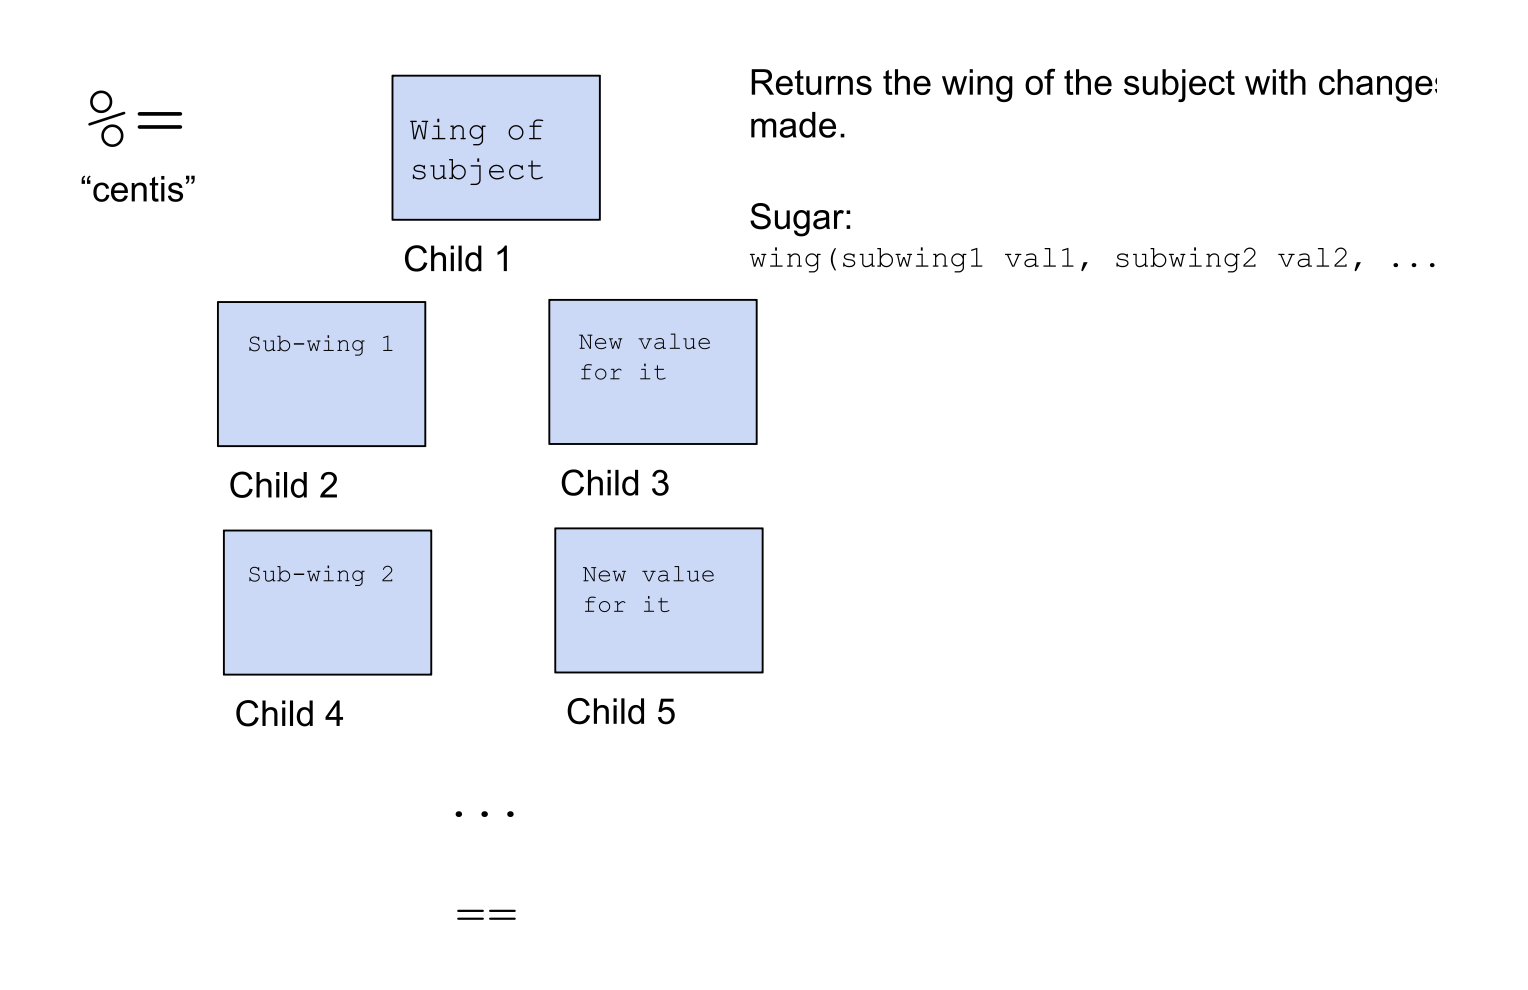 %=
“centis”
Wing of
subject
Child 1
Returns the wing of the subject with changes
made.
Sugar:
wing(subwing1 val1, subwing2 val2, ...
Sub-wing 1
Child 2
New value
for it
Child 3
Sub-wing 2
Child 4
New value
for it
Child 5
...
==